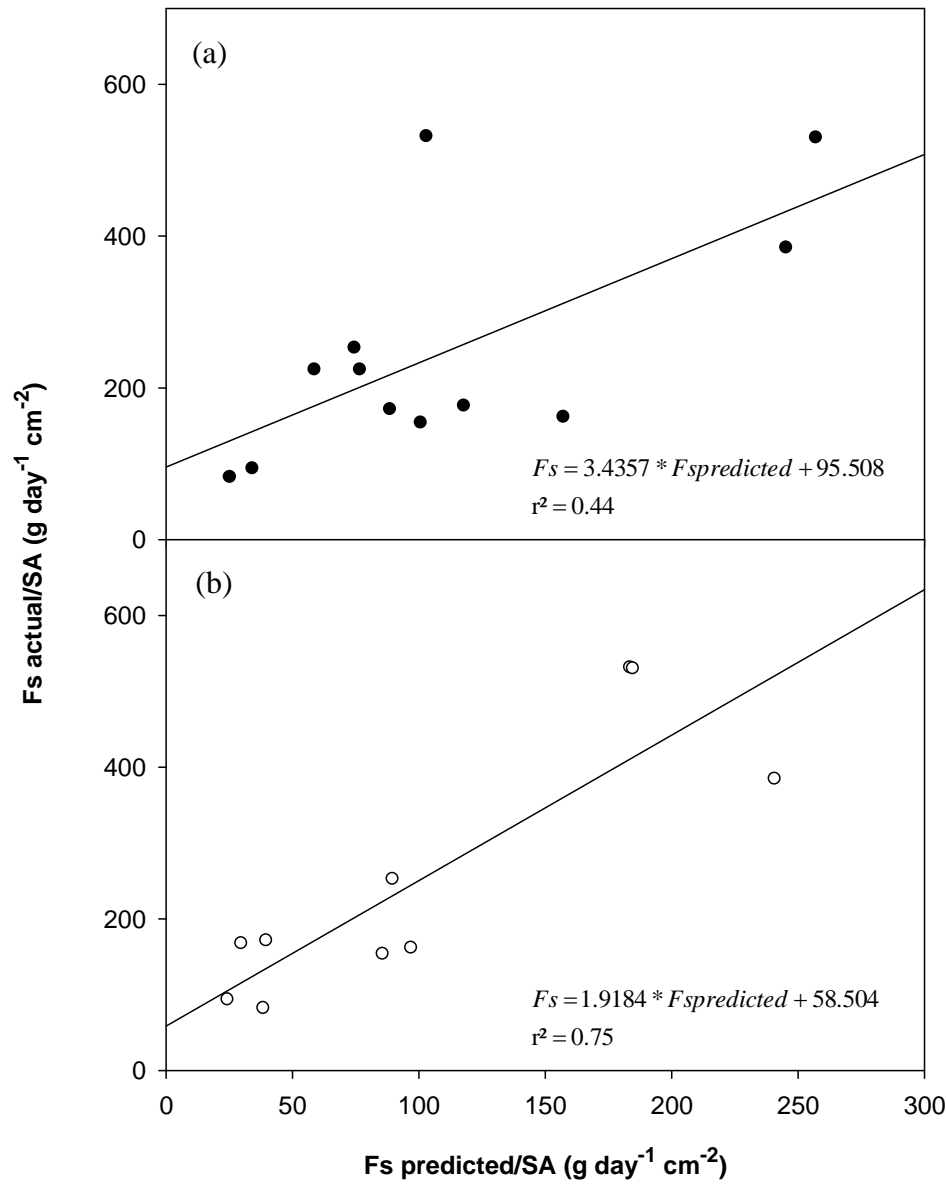 (a)
600
400
200
0
Fs = 3.4357 * Fspredicted + 95.508
r² = 0.44
(b)
600
400
200
0
Fs = 1.9184 * Fspredicted + 58.504
r² = 0.75
0 50 100 150 200 250 300
Fs predicted/SA (g day⁻¹ cm⁻²)
Fs actual/SA (g day⁻¹ cm⁻²)